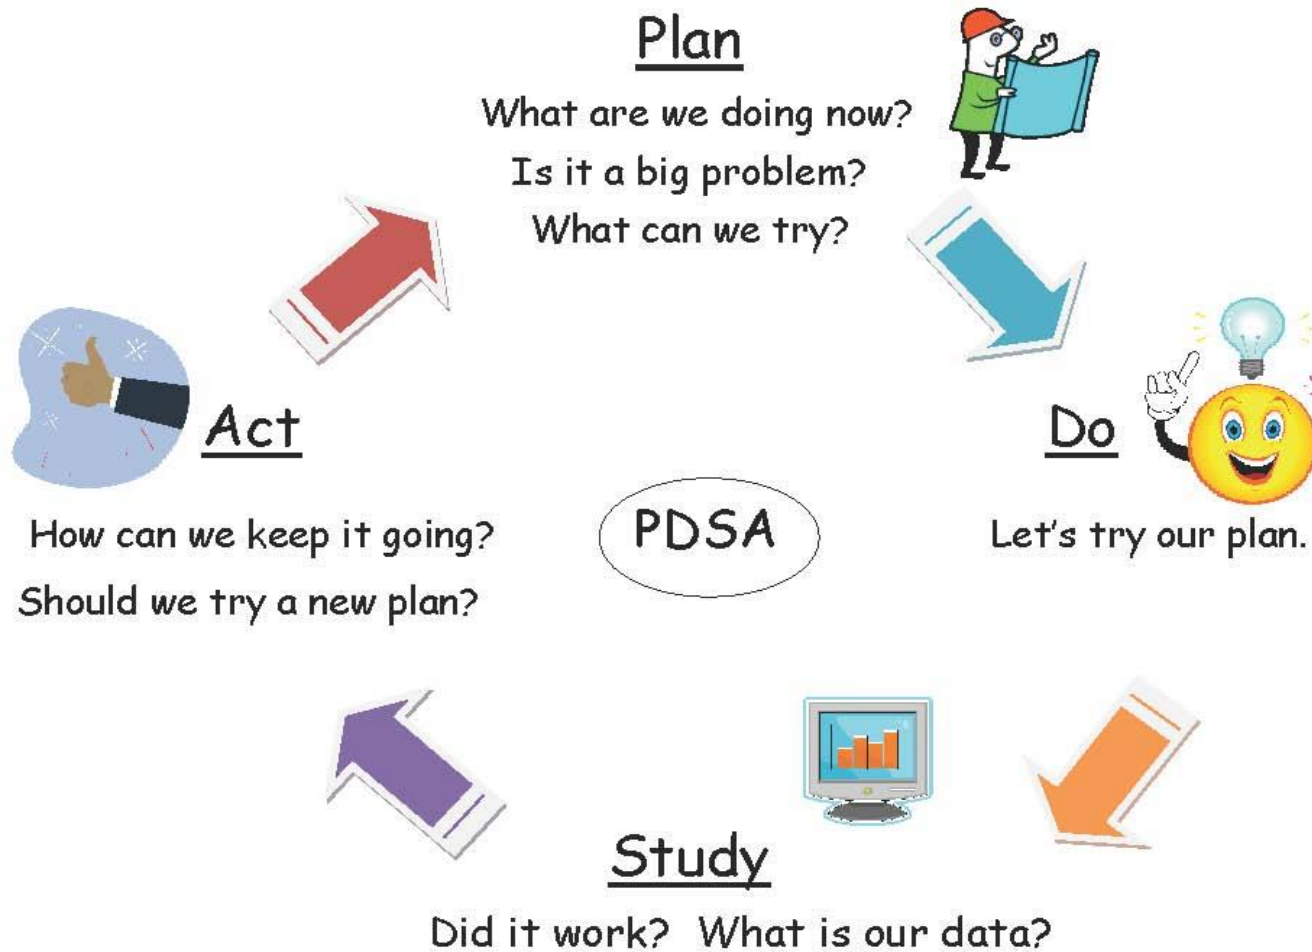 Plan
What are we doing now?
Is it a big problem?
What can we try?
Do
Let's try our plan.
Study
Did it work? What is our data?
Act
How can we keep it going?
Should we try a new plan?
PDSA